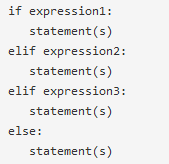 if expression1:
   statement(s)
elif expression2:
   statement(s)
elif expression3:
   statement(s)
else:
   statement(s)